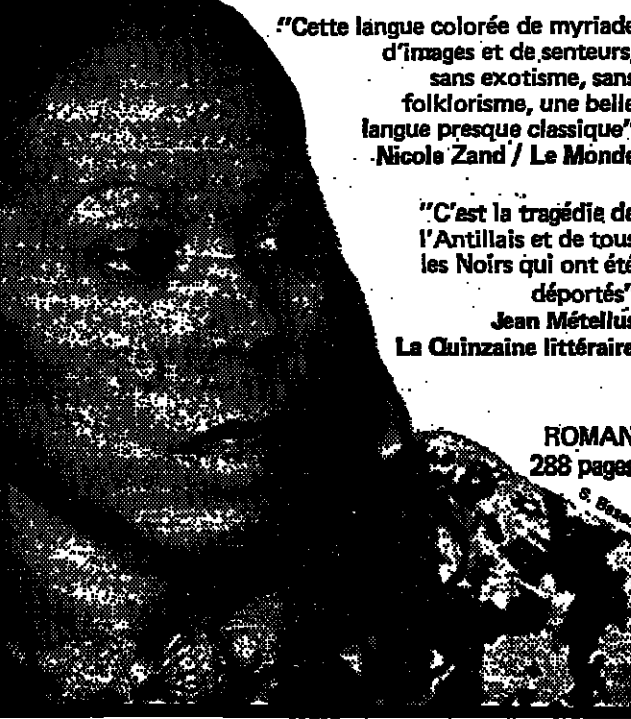 "Cette langue colorée de myriade
d'images et de senteurs,
sans exotisme, sans
folklorisme, une belle
langue presque classique"
Nicole Zand / Le Monde
"C'est la tragédie de
l'Antillais et de tous
les Noirs qui ont été
déportés"
Jean Métellus
La Quinzaine littéraire
ROMAN
288 pages
S. Bass